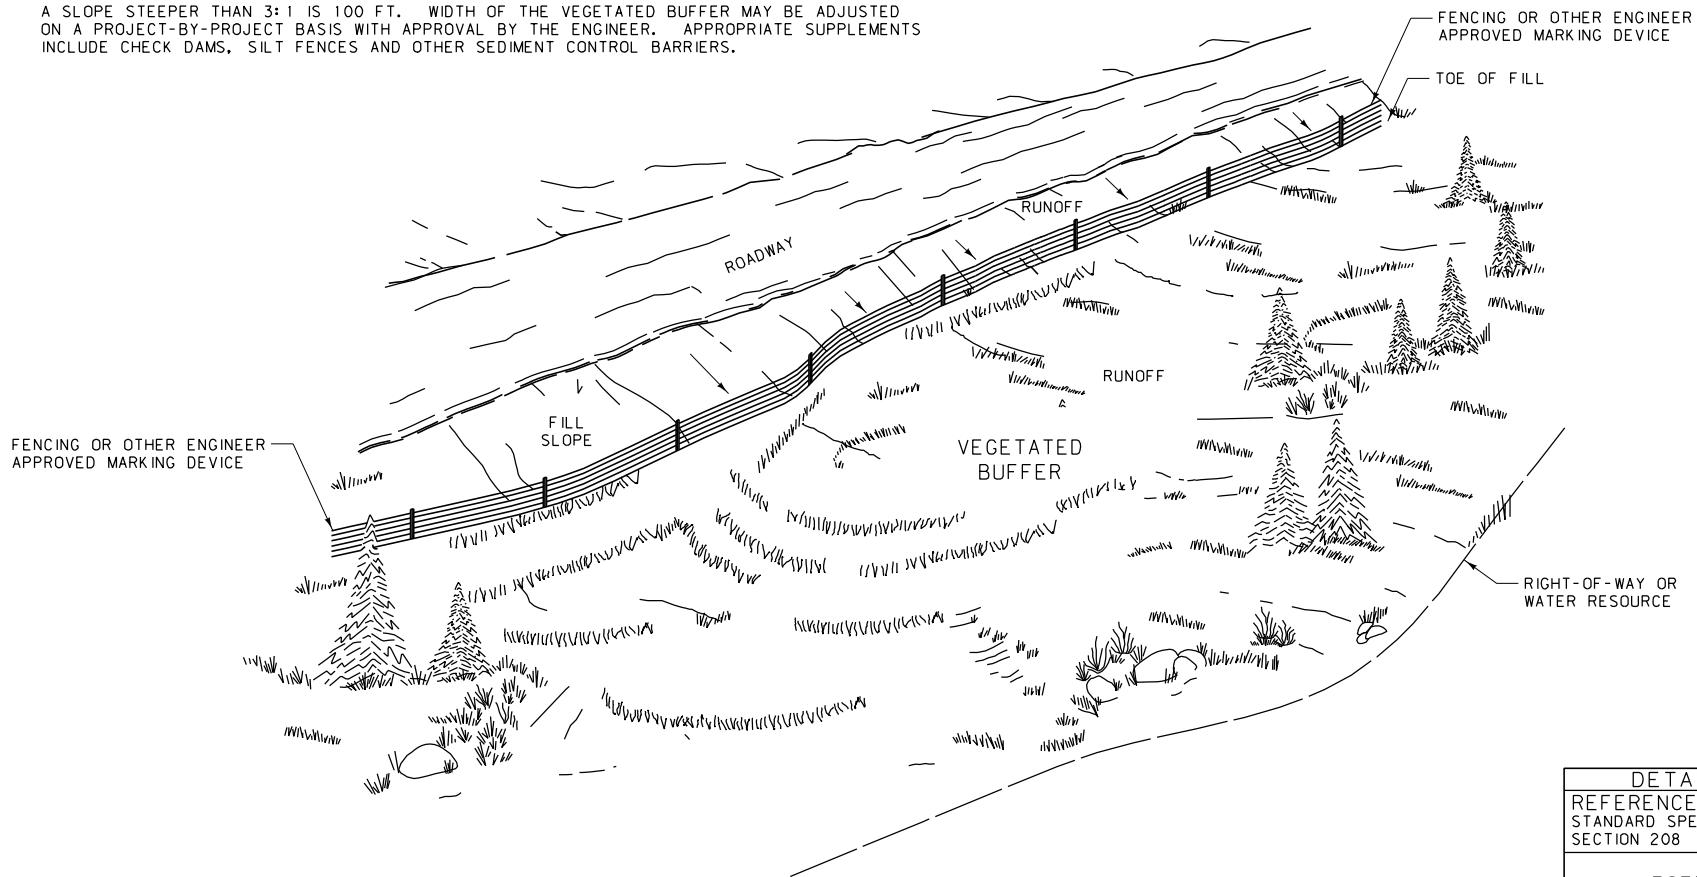 A SLOPE STEEPER THAN 3:1 IS 100 FT. WIDTH OF THE VEGETATED BUFFER MAY BE ADJUSTED
ON A PROJECT-BY-PROJECT BASIS WITH APPROVAL BY THE ENGINEER. APPROPRIATE SUPPLEMENTS
INCLUDE CHECK DAMS, SILT FENCES AND OTHER SEDIMENT CONTROL BARRIERS.
FENCING OR OTHER ENGINEER
APPROVED MARKING DEVICE
TOE OF FILL
RUNOFF
ROADWAY
RUNOFF
FILL
SLOPE
FENCING OR OTHER ENGINEER
APPROVED MARKING DEVICE
VEGETATED
BUFFER
RIGHT-OF-WAY OR
WATER RESOURCE
DETA
REFERENCE
STANDARD SPE
SECTION 208